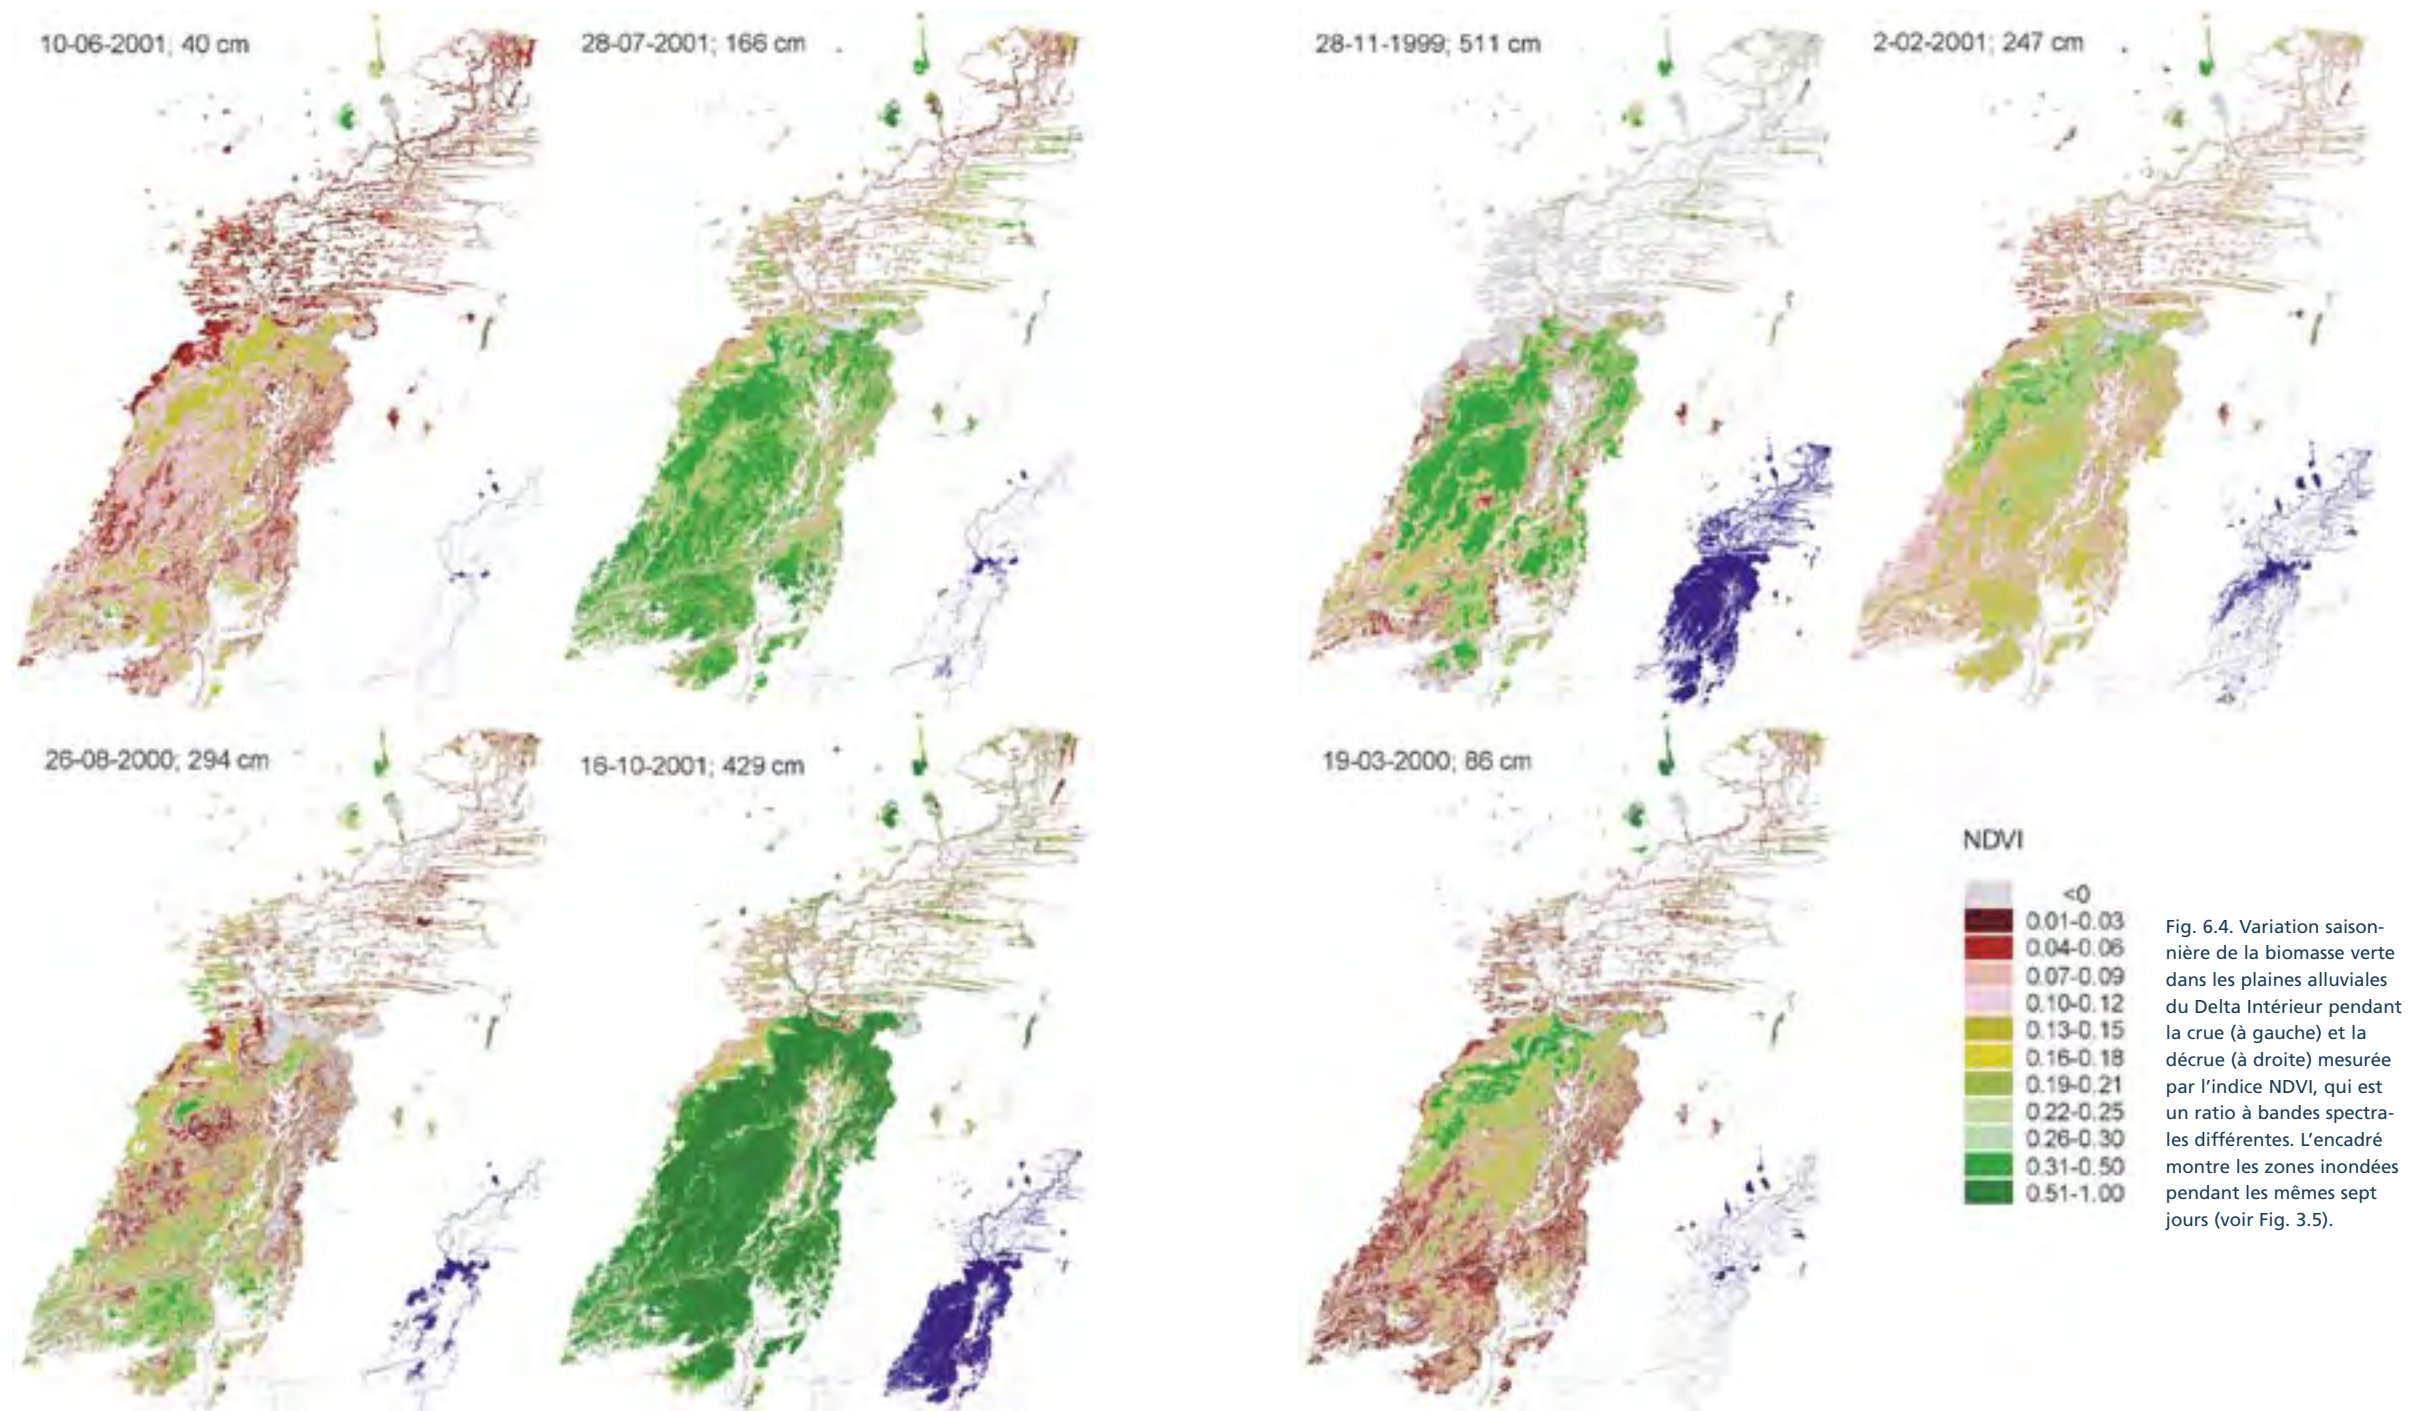 10-06-2001; 40 cm
28-07-2001; 166 cm
28-11-1999; 511 cm
2-02-2001; 247 cm
26-08-2000; 294 cm
16-10-2001; 429 cm
19-03-2000; 86 cm
NDVI
<0
0.01-0.03
0.04-0.06
0.07-0.09
0.10-0.12
0.13-0.15
0.16-0.18
0.19-0.21
0.22-0.25
0.26-0.30
0.31-0.50
0.51-1.00
Fig. 6.4. Variation saison-
nière de la biomasse verte
dans les plaines alluviales
du Delta Intérieur pendant
la crue (à gauche) et la
décrue (à droite) mesurée
par l'indice NDVI, qui est
un ratio à bandes spectra-
les différentes. L'encadré
montre les zones inondées
pendant les mêmes sept
jours (voir Fig. 3.5).